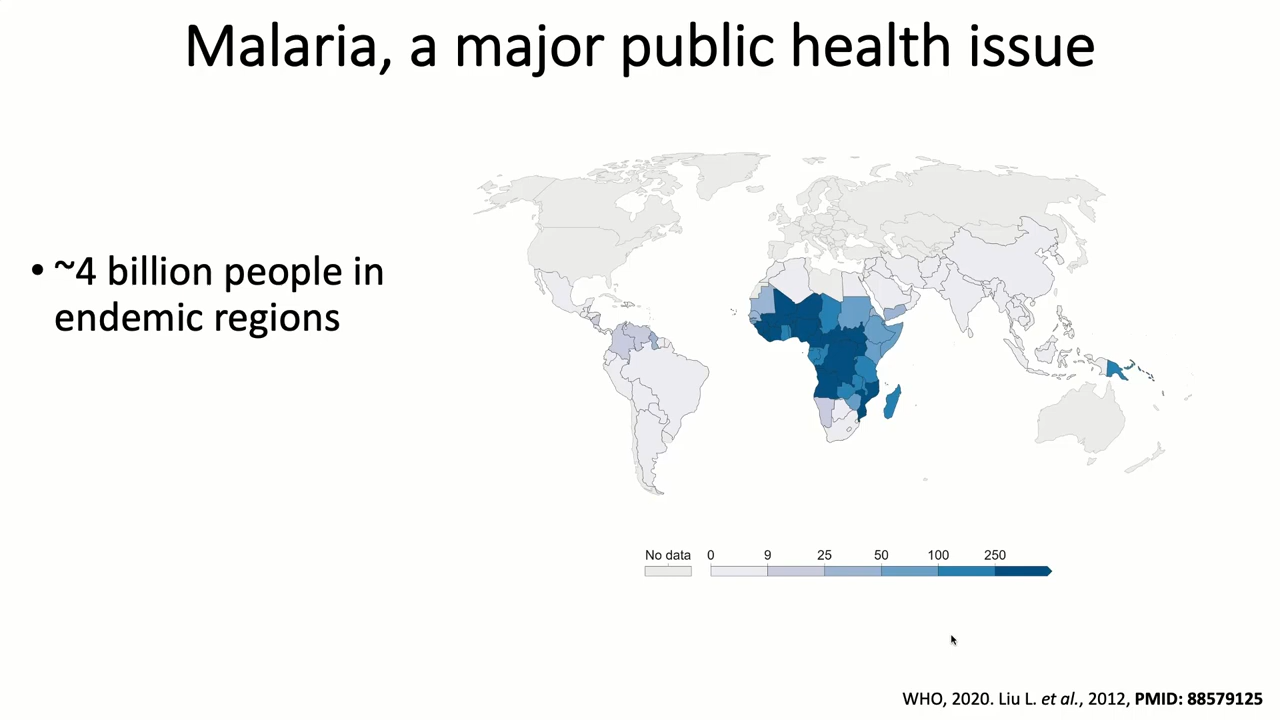 Malaria, a major public health issue
• ~4 billion people in
endemic regions
No data 0 9 25 50 100 250
WHO, 2020. Liu L. et al., 2012, PMID: 88579125